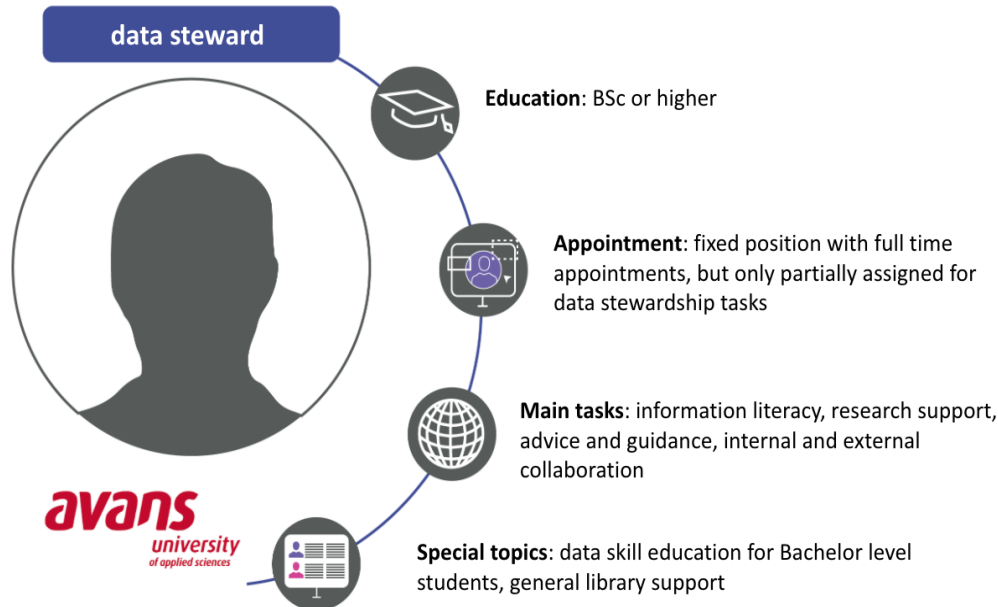 data steward
Education: BSc or higher
Appointment: fixed position with full time
appointments, but only partially assigned for
data stewardship tasks
Main tasks: information literacy, research support,
advice and guidance, internal and external
collaboration
avans
university
of applied sciences
Special topics: data skill education for Bachelor level
students, general library support